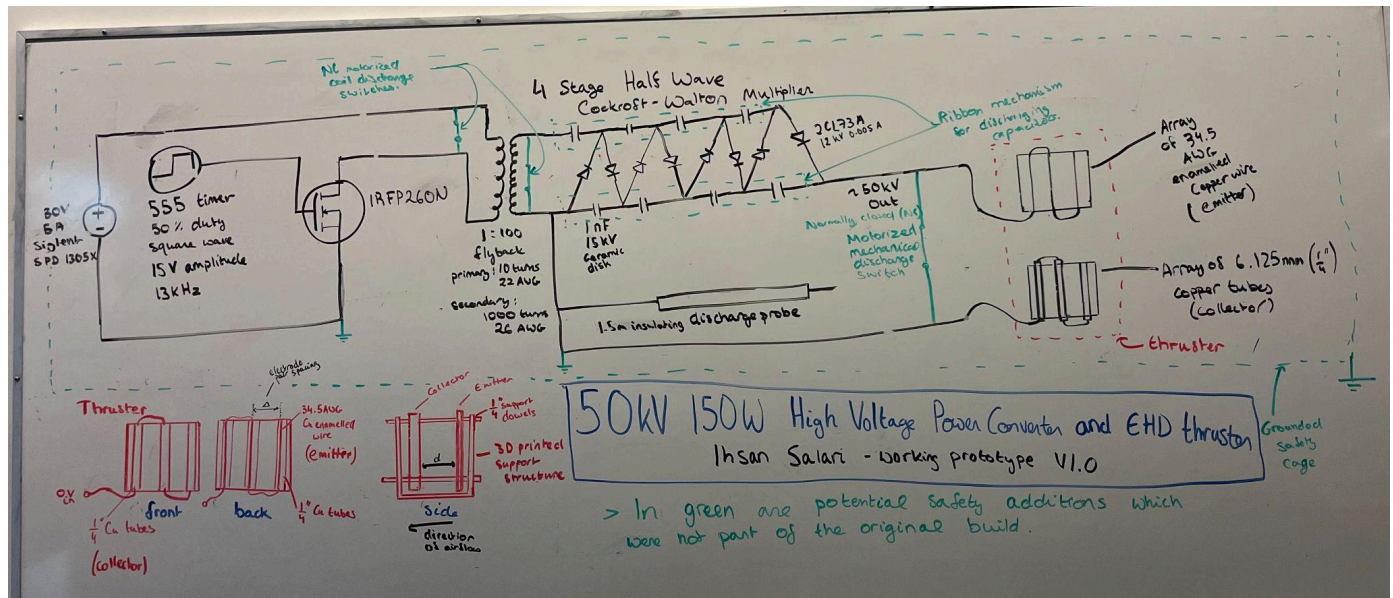 NC motorized
coil discharge
switches.
4 Stage Half Wave
Cockroft-Walton Multiplier
2CL73A
12kV 0.005A
Ribbon mechanism
for discharging
capacitors.
Array
of 34.5
AWG
enamelled
copper wire
(emitter)
30V
5A
Siglent
SPD 1305X
555 timer
50% duty
square wave
15V amplitude
13kHz
IRFP260N
1:100
flyback
primary: 10 turns
22AWG
secondary:
1000 turns
26 AWG
1nF
15kV
Ceramic
disk
~50kV
Out
Normally closed (NC)
Motorized
mechanical
discharge
switch
1.5m insulating discharge probe
Array of 6.125mm (1/4")
copper tubes
(collector)
thruster
Thruster
electrode
pair spacing
Δ
34.5AWG
Cu enamelled
wire
(emitter)
0V
1/4" Cu tubes
(collector)
front
back
1/4" Cu tubes
Collector
Emitter
1/4" support
dowels
3D printed
support
structure
d
Side
direction
of airflow
50kV 150W High Voltage Power Converter and EHD thruster
Ihsan Salari - working prototype V1.0
Grounded
safety
cage
> In green are potential safety additions which
were not part of the original build.